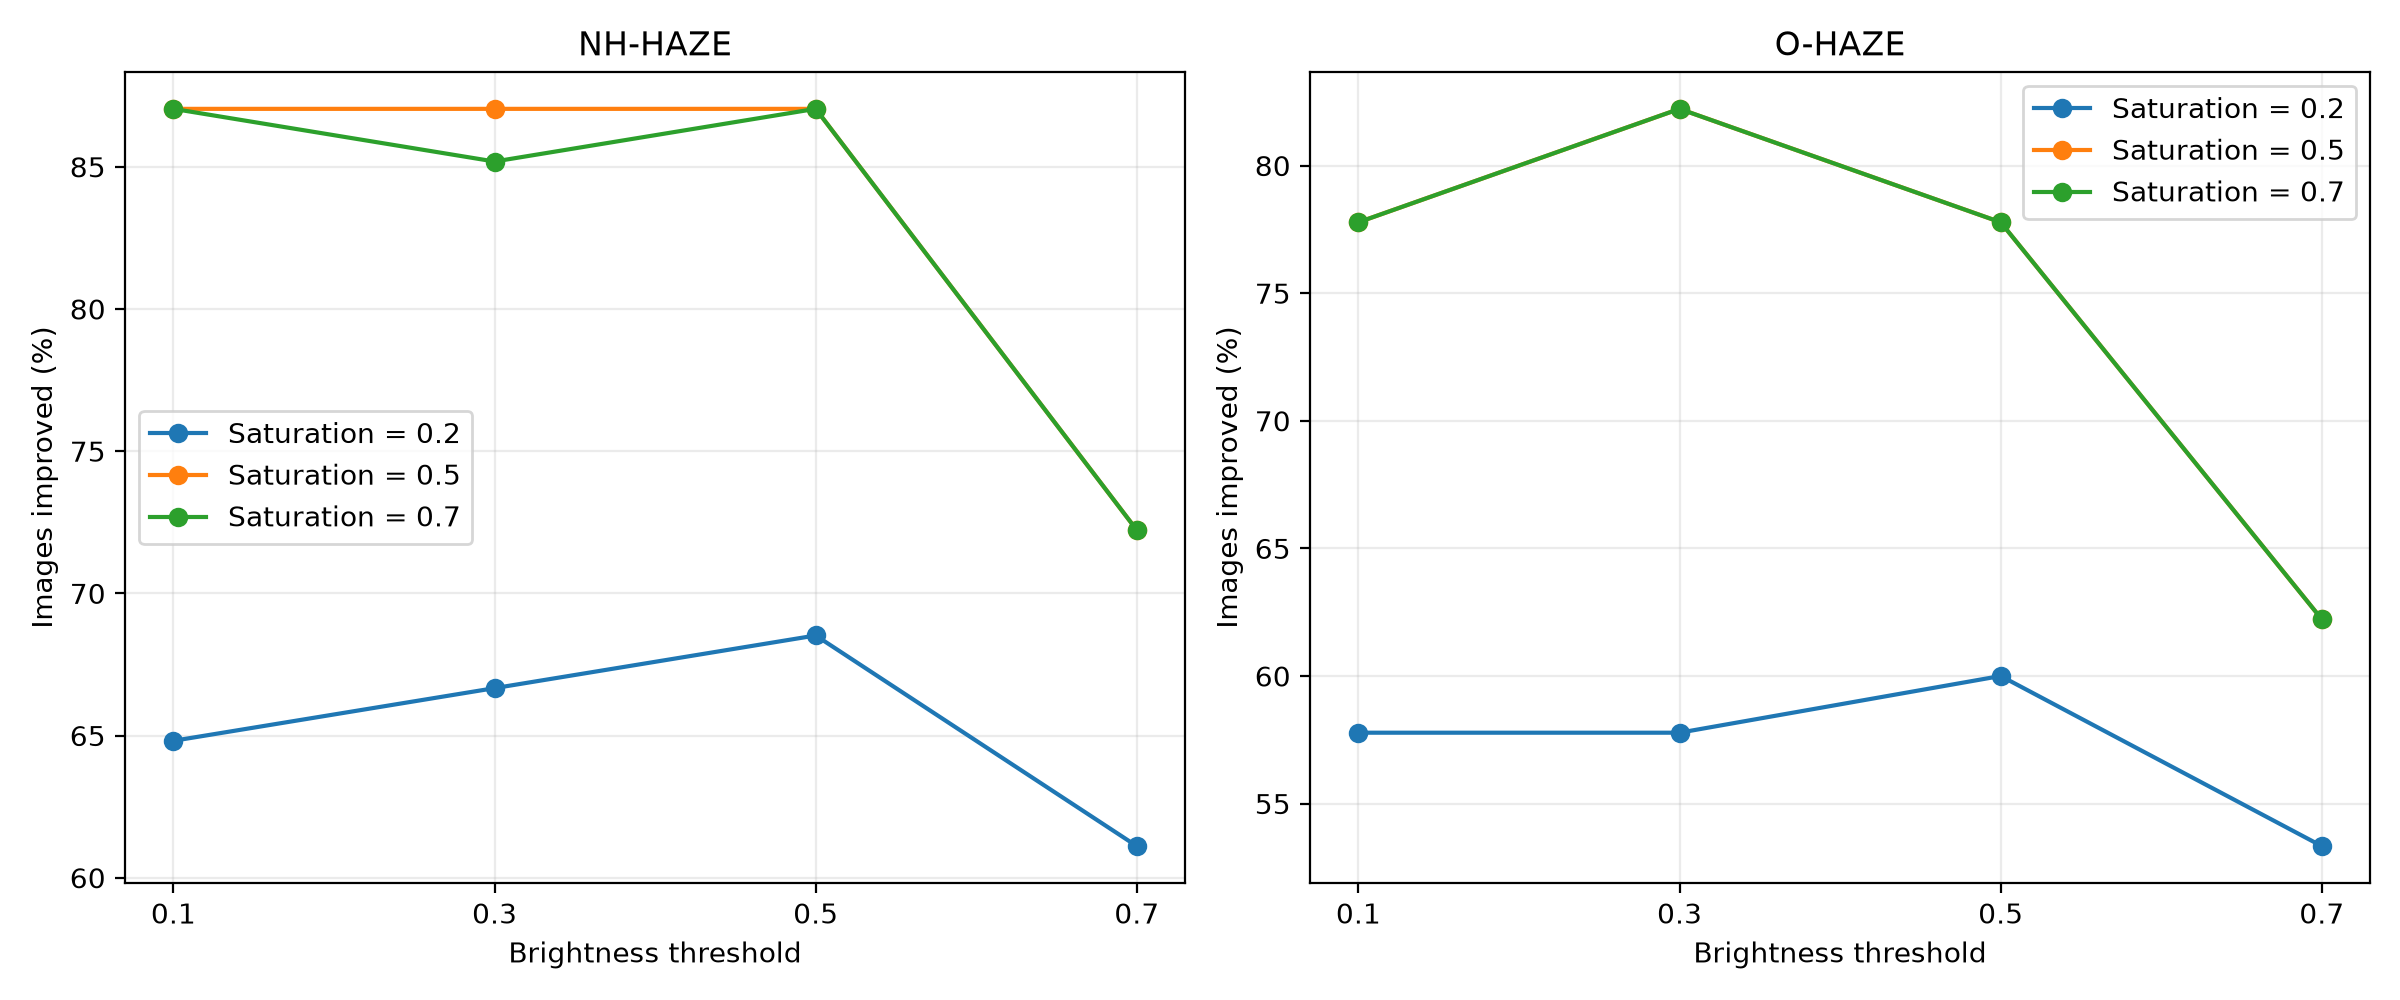 NH-HAZE
Images improved (%)
85
80
75
70
65
60
Saturation = 0.2
Saturation = 0.5
Saturation = 0.7
0.1 0.3 0.5 0.7
Brightness threshold
O-HAZE
Images improved (%)
80
75
70
65
60
55
Saturation = 0.2
Saturation = 0.5
Saturation = 0.7
0.1 0.3 0.5 0.7
Brightness threshold